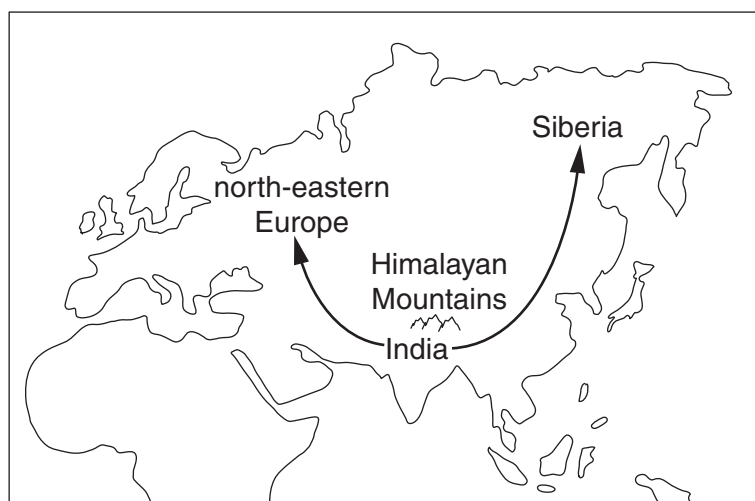 Siberia
north-eastern
Europe
Himalayan
Mountains
India